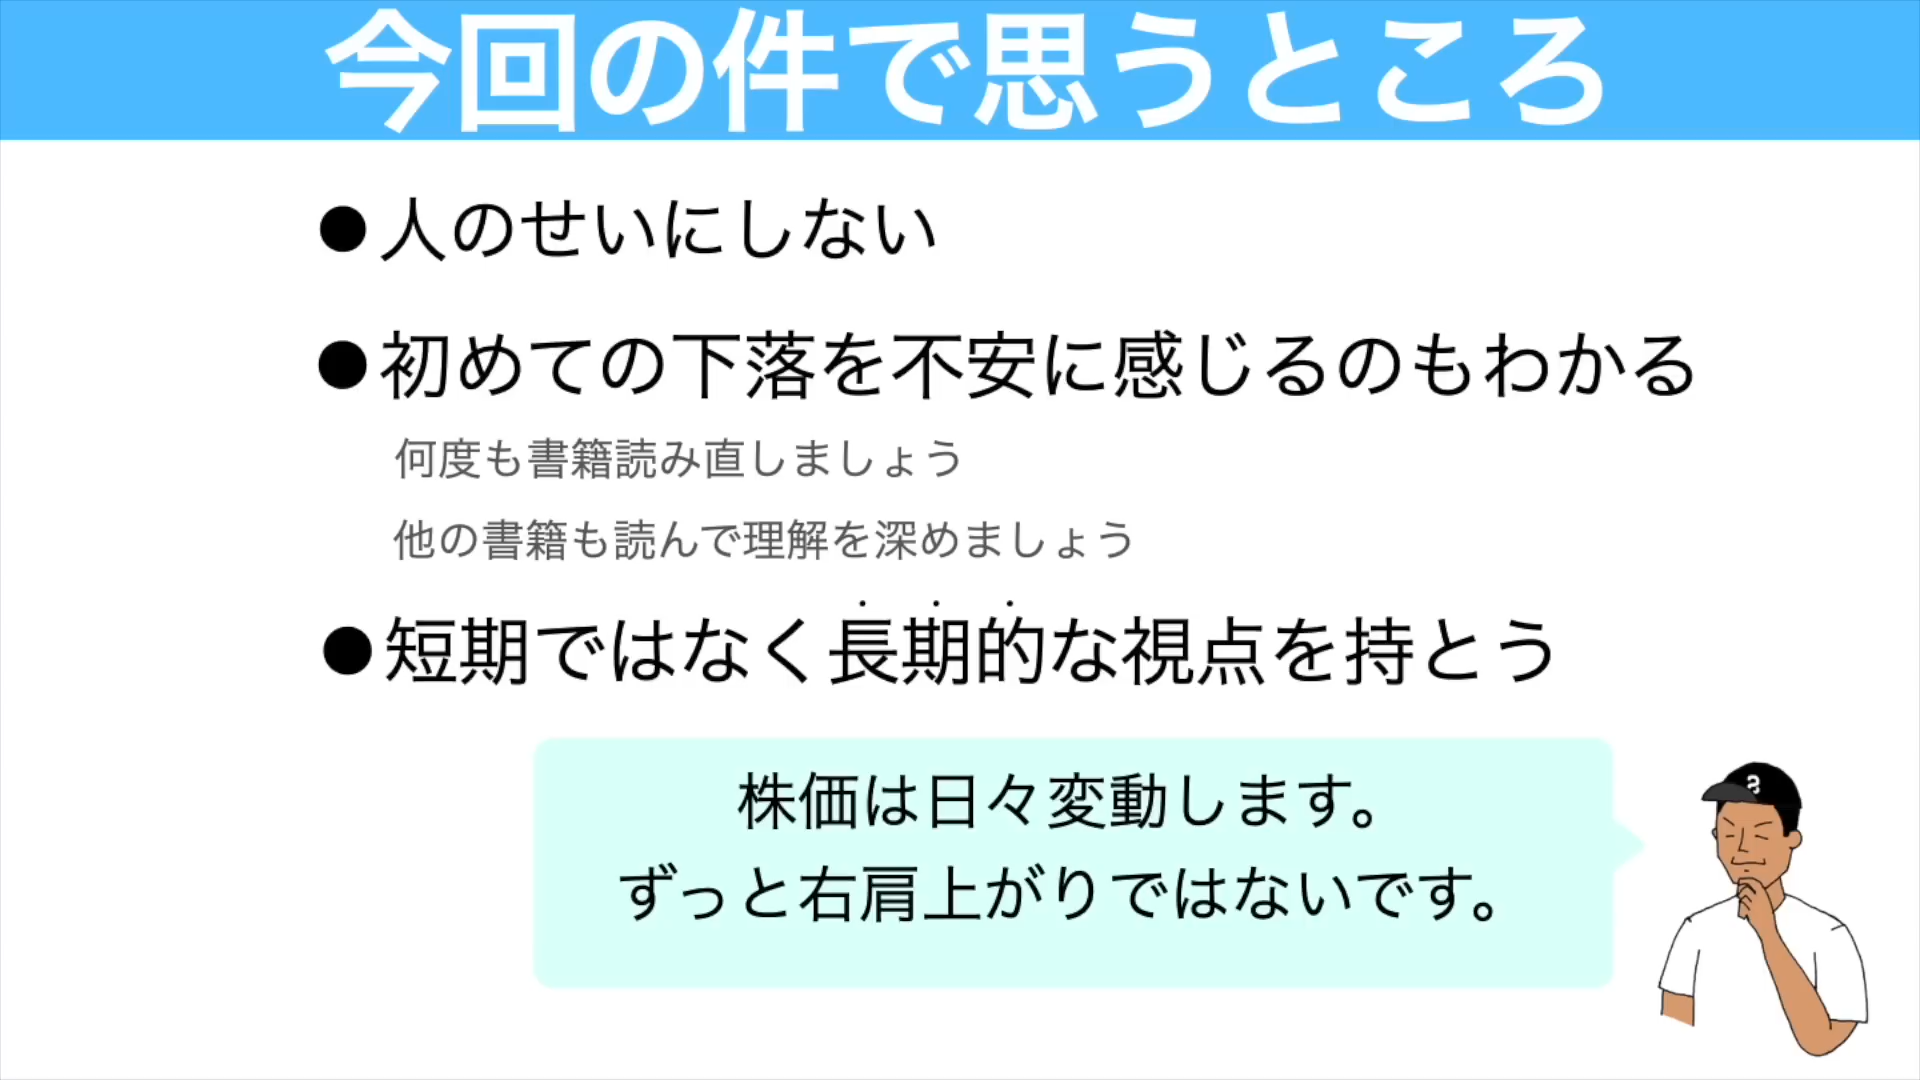 今回の件で思うところ
●人のせいにしない
●初めての下落を不安に感じるのもわかる
何度も書籍読み直しましょう
他の書籍も読んで理解を深めましょう
●短期ではなく長期的な視点を持とう
株価は日々変動します。
ずっと右肩上がりではないです。